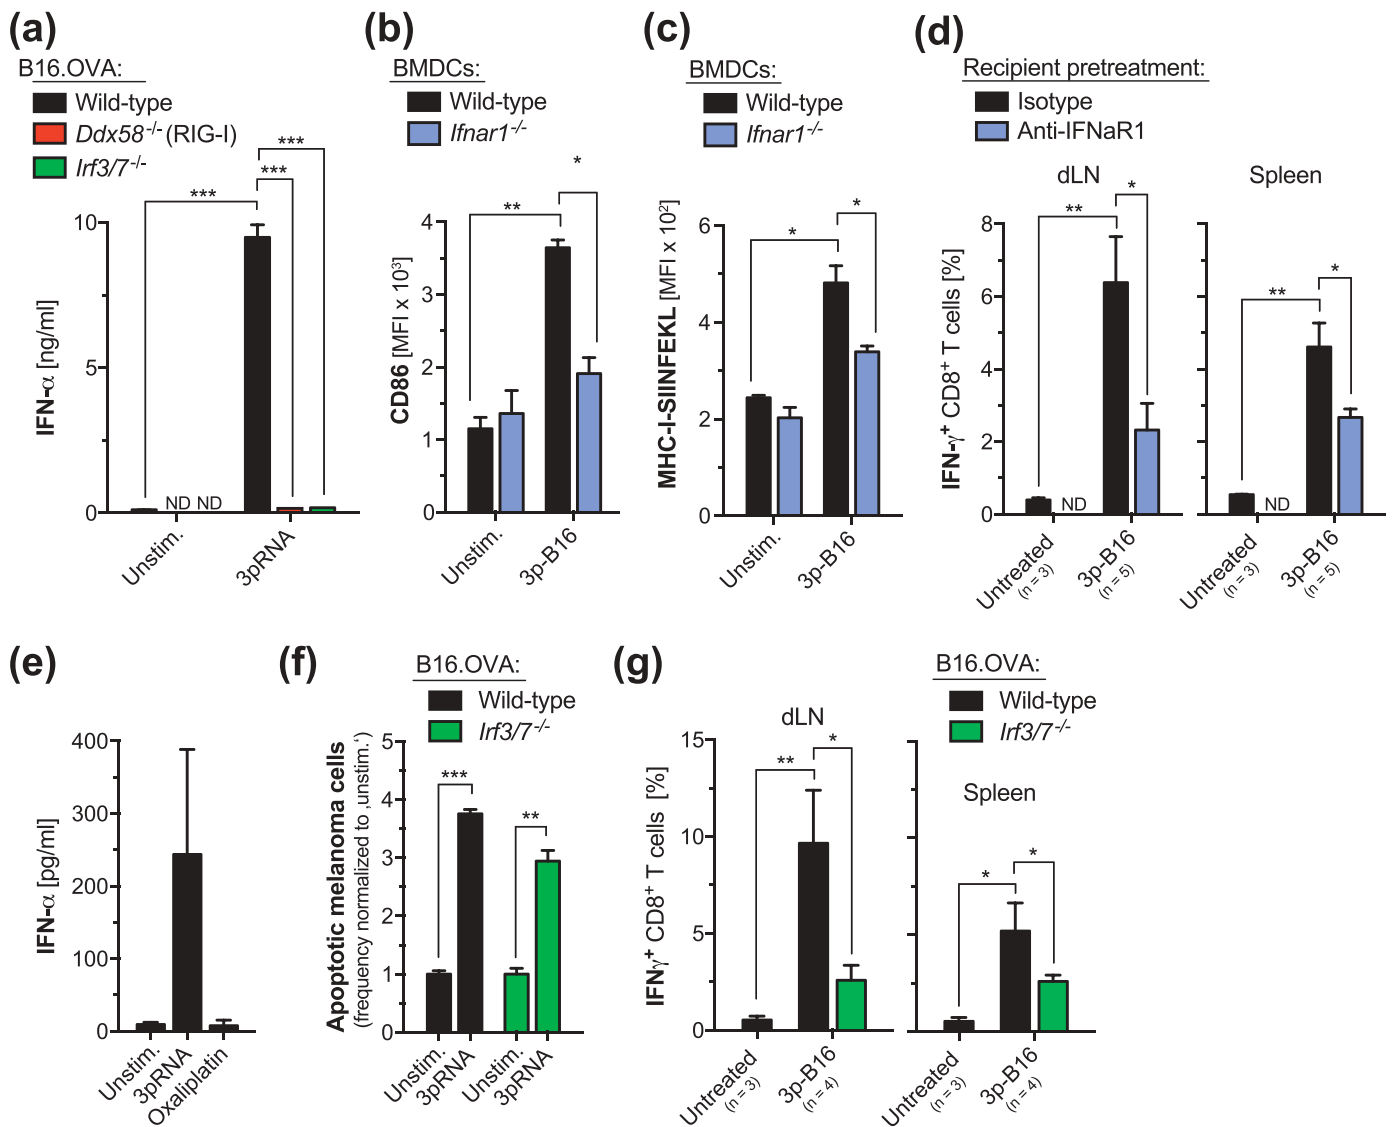 (a)
B16.OVA:
Wild-type
Ddx58-/- (RIG-I)
Irf3/7-/-
***
***
***
IFN-α [ng/ml]
10
5
0
ND ND
Unstim.
3pRNA
(b)
BMDCs:
Wild-type
Ifnar1-/-
*
**
CD86 [MFI x 10³]
4
3
2
1
0
Unstim.
3p-B16
(c)
BMDCs:
Wild-type
Ifnar1-/-
*
*
MHC-I-SIINFEKL [MFI x 10²]
6
4
2
0
Unstim.
3p-B16
(d)
Recipient pretreatment:
Isotype
Anti-IFNaR1
dLN
Spleen
**
*
**
*
IFN-γ⁺ CD8⁺ T cells [%]
8
6
4
2
0
ND
ND
Untreated
(n = 3)
3p-B16
(n = 5)
Untreated
(n = 3)
3p-B16
(n = 5)
(e)
IFN-α [pg/ml]
400
300
200
100
0
Unstim.
3pRNA
Oxaliplatin
(f)
B16.OVA:
Wild-type
Irf3/7-/-
***
**
Apoptotic melanoma cells
(frequency normalized to ‚unstim.‘)
5
4
3
2
1
0
Unstim.
3pRNA
Unstim.
3pRNA
(g)
B16.OVA:
Wild-type
Irf3/7-/-
dLN
Spleen
**
*
*
*
IFNγ⁺ CD8⁺ T cells [%]
15
10
5
0
Untreated
(n = 3)
3p-B16
(n = 4)
Untreated
(n = 3)
3p-B16
(n = 4)